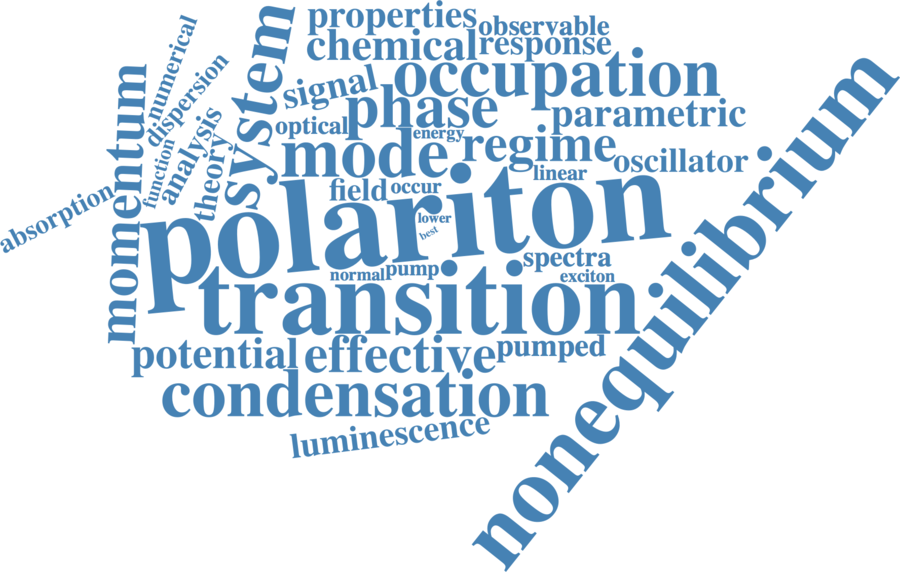 properties
observable
chemical
response
numerical
dispersion
system
signal
occupation
momentum
phase
parametric
function
analysis
theory
optical
energy
mode
regime
oscillator
linear
absorption
field
occur
polariton
lower
best
nonequilibrium
normal
pump
spectra
exciton
transition
potential
effective
pumped
condensation
luminescence